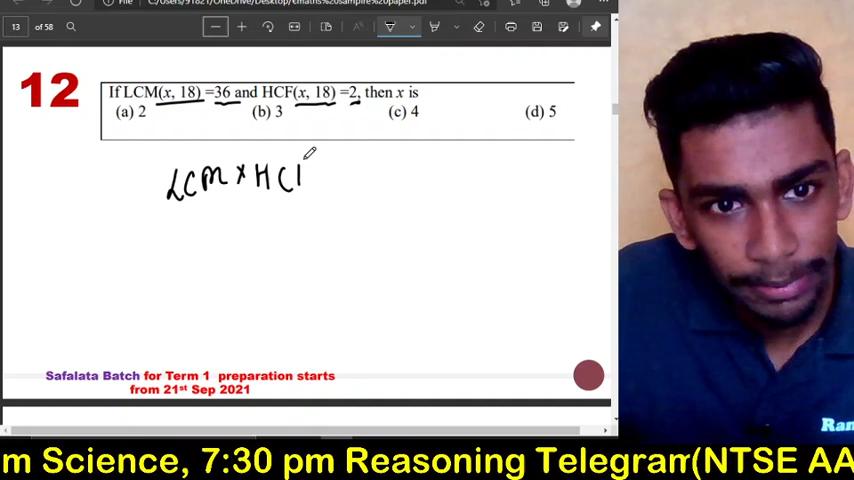 13 of 58
12
If LCM(x, 18) =36 and HCF(x, 18) =2, then x is
(a) 2 (b) 3 (c) 4 (d) 5
LCM x HCI
Safalata Batch for Term 1 preparation starts
from 21st Sep 2021
Ran
m Science, 7:30 pm Reasoning Telegram (NTSE AA